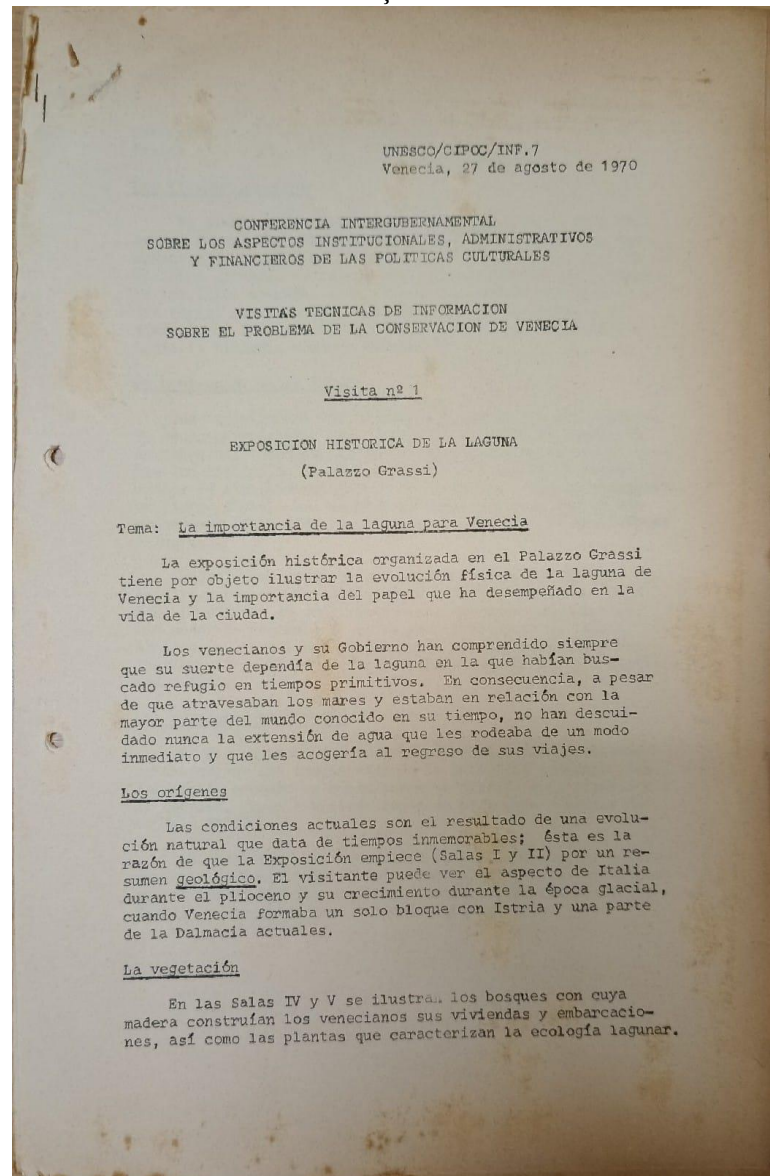 UNESCO/CIPOC/INF.7
Venecia, 27 de agosto de 1970
CONFERENCIA INTERGUBERNAMENTAL
SOBRE LOS ASPECTOS INSTITUCIONALES, ADMINISTRATIVOS
Y FINANCIEROS DE LAS POLITICAS CULTURALES
VISITAS TECNICAS DE INFORMACION
SOBRE EL PROBLEMA DE LA CONSERVACION DE VENECIA
Visita nº 1
EXPOSICION HISTORICA DE LA LAGUNA
(Palazzo Grassi)
Tema: La importancia de la laguna para Venecia
La exposición histórica organizada en el Palazzo Grassi
tiene por objeto ilustrar la evolución física de la laguna de
Venecia y la importancia del papel que ha desempeñado en la
vida de la ciudad.
Los venecianos y su Gobierno han comprendido siempre
que su suerte dependía de la laguna en la que habían bus-
cado refugio en tiempos primitivos. En consecuencia, a pesar
de que atravesaban los mares y estaban en relación con la
mayor parte del mundo conocido en su tiempo, no han descui-
dado nunca la extensión de agua que les rodeaba de un modo
inmediato y que les acogería al regreso de sus viajes.
Los orígenes
Las condiciones actuales son el resultado de una evolu-
ción natural que data de tiempos inmemorables; ésta es la
razón de que la Exposición empiece (Salas I y II) por un re-
sumen geológico. El visitante puede ver el aspecto de Italia
durante el plioceno y su crecimiento durante la época glacial,
cuando Venecia formaba un solo bloque con Istria y una parte
de la Dalmacia actuales.
La vegetación
En las Salas IV y V se ilustran los bosques con cuya
madera construían los venecianos sus viviendas y embarcacio-
nes, así como las plantas que caracterizan la ecología lagunar.